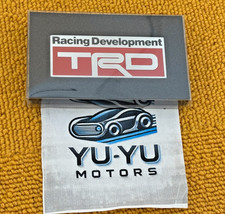 Racing Development
TRD
YU-YU
MOTORS